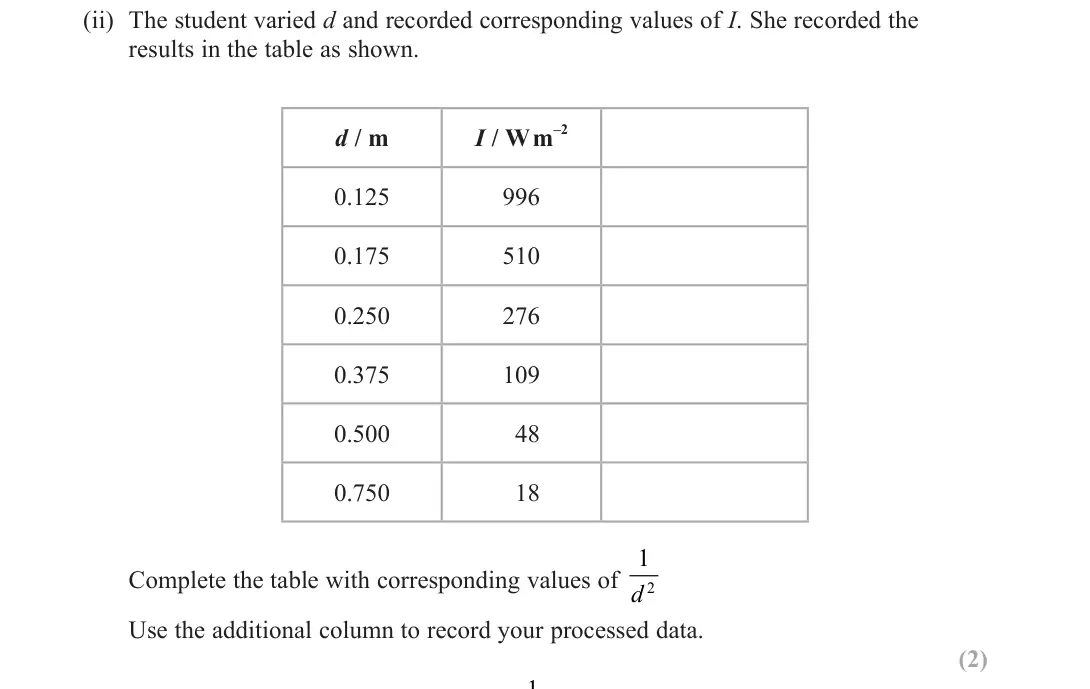 (ii) The student varied d and recorded corresponding values of I. She recorded the
results in the table as shown.
d / m I / W m⁻²
0.125 996
0.175 510
0.250 276
0.375 109
0.500 48
0.750 18
Complete the table with corresponding values of 1/d²
Use the additional column to record your processed data.
(2)
1